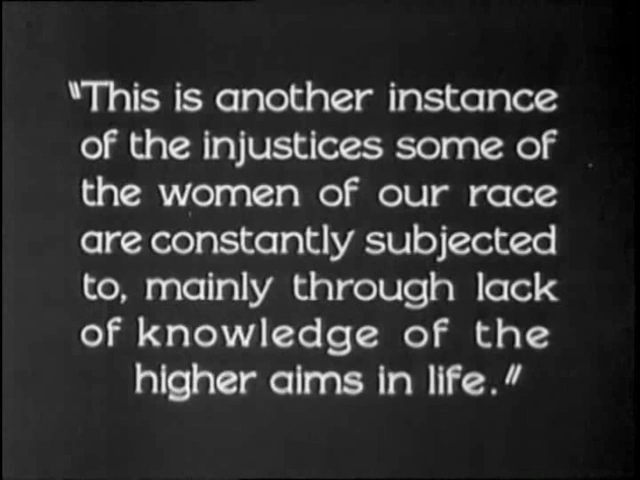 "This is another instance
of the injustices some of
the women of our race
are constantly subjected
to, mainly through lack
of knowledge of the
higher aims in life."